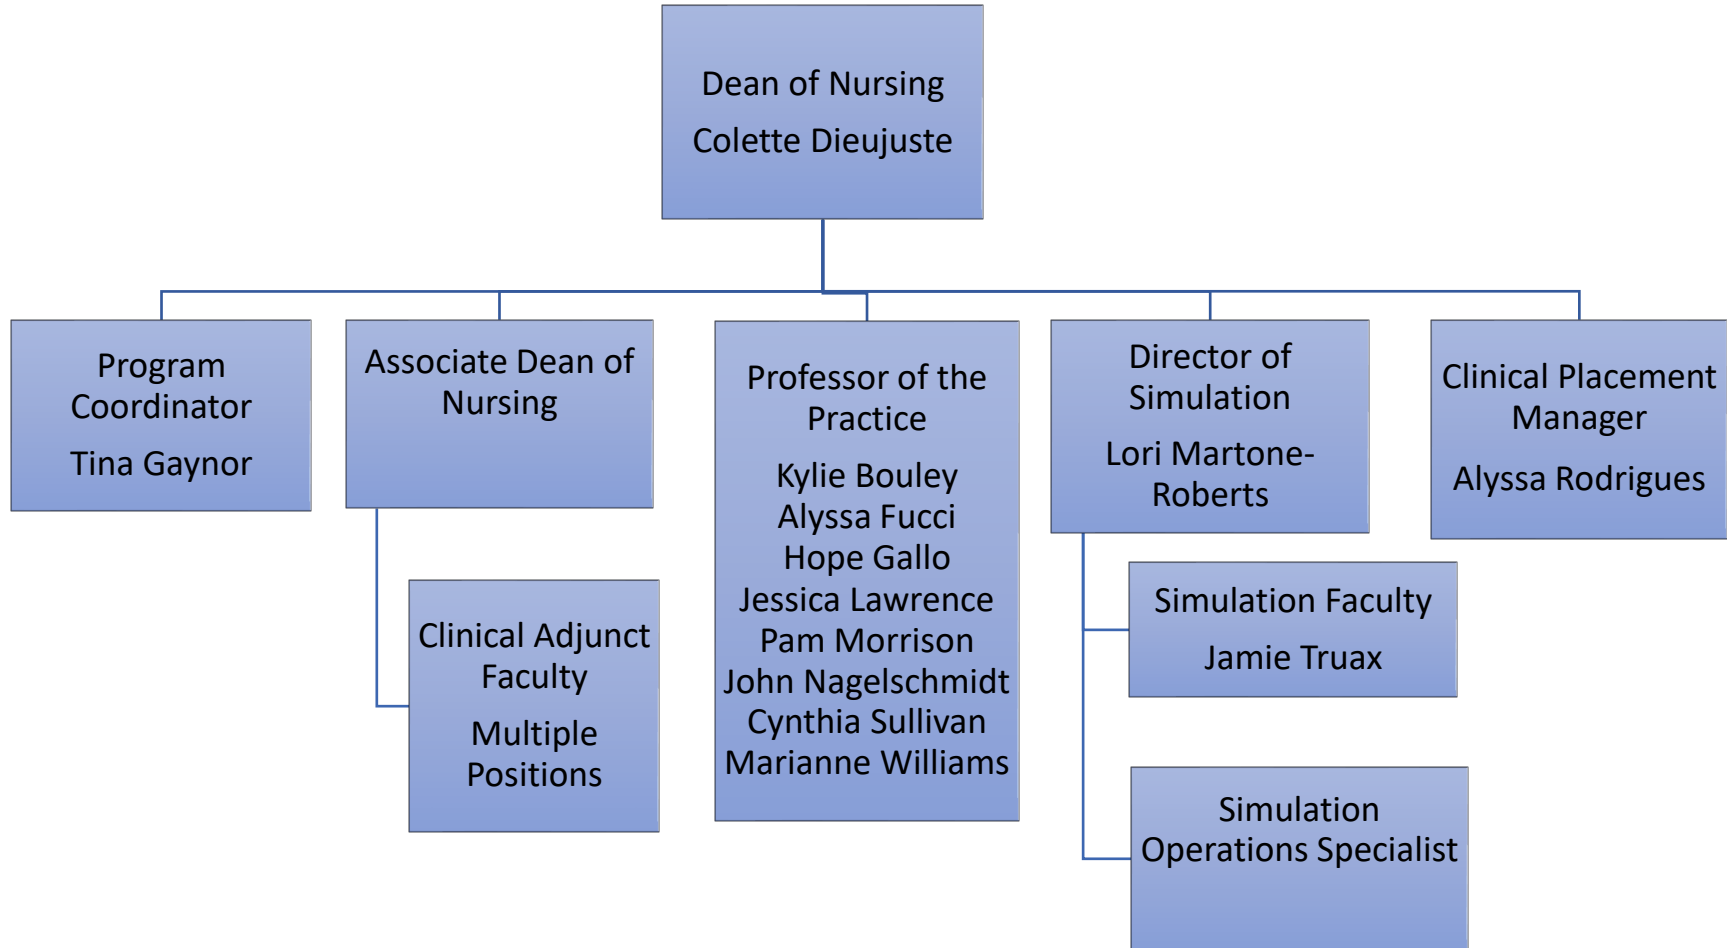 Dean of Nursing
Colette Dieujuste
Program
Coordinator
Tina Gaynor
Associate Dean of
Nursing
Clinical Adjunct
Faculty
Multiple
Positions
Professor of the
Practice
Kylie Bouley
Alyssa Fucci
Hope Gallo
Jessica Lawrence
Pam Morrison
John Nagelschmidt
Cynthia Sullivan
Marianne Williams
Director of
Simulation
Lori Martone-
Roberts
Simulation Faculty
Jamie Truax
Simulation
Operations Specialist
Clinical Placement
Manager
Alyssa Rodrigues